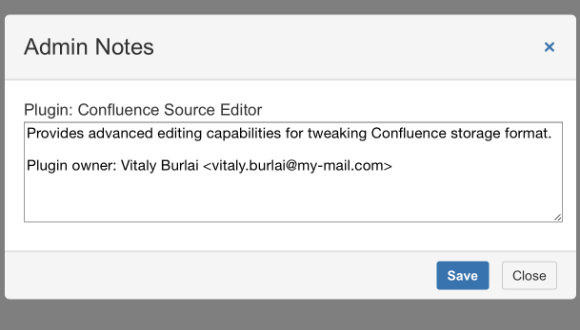 Admin Notes
×
Plugin: Confluence Source Editor
Provides advanced editing capabilities for tweaking Confluence storage format.
Plugin owner: Vitaly Burlai <vitaly.burlai@my-mail.com>
Save
Close